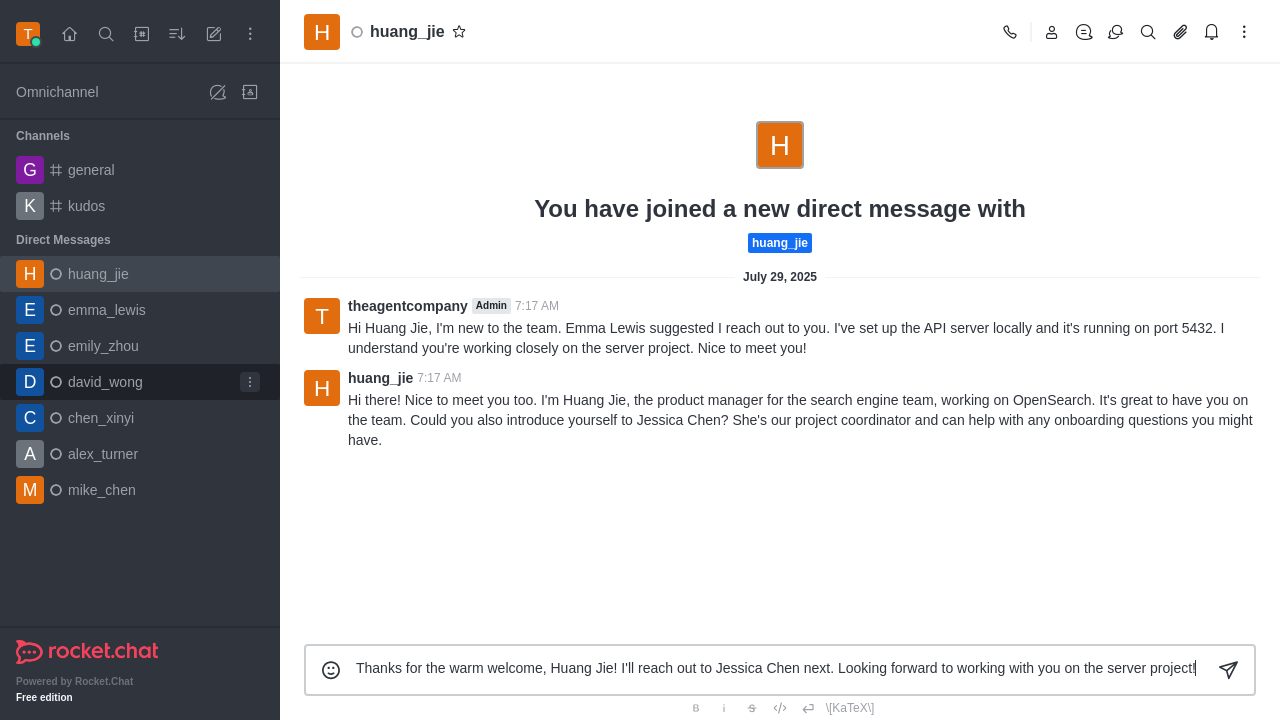 T
Omnichannel
Channels
G general
K kudos
Direct Messages
H huang_jie
E emma_lewis
E emily_zhou
D david_wong
C chen_xinyi
A alex_turner
M mike_chen
rocket.chat
Powered by Rocket.Chat
Free edition
H huang_jie
H
You have joined a new direct message with
huang_jie
July 29, 2025
T theagentcompany Admin 7:17 AM
Hi Huang Jie, I'm new to the team. Emma Lewis suggested I reach out to you. I've set up the API server locally and it's running on port 5432. I
understand you're working closely on the server project. Nice to meet you!
H huang_jie 7:17 AM
Hi there! Nice to meet you too. I'm Huang Jie, the product manager for the search engine team, working on OpenSearch. It's great to have you on
the team. Could you also introduce yourself to Jessica Chen? She's our project coordinator and can help with any onboarding questions you might
have.
Thanks for the warm welcome, Huang Jie! I'll reach out to Jessica Chen next. Looking forward to working with you on the server project!
B i S \[KaTeX\]